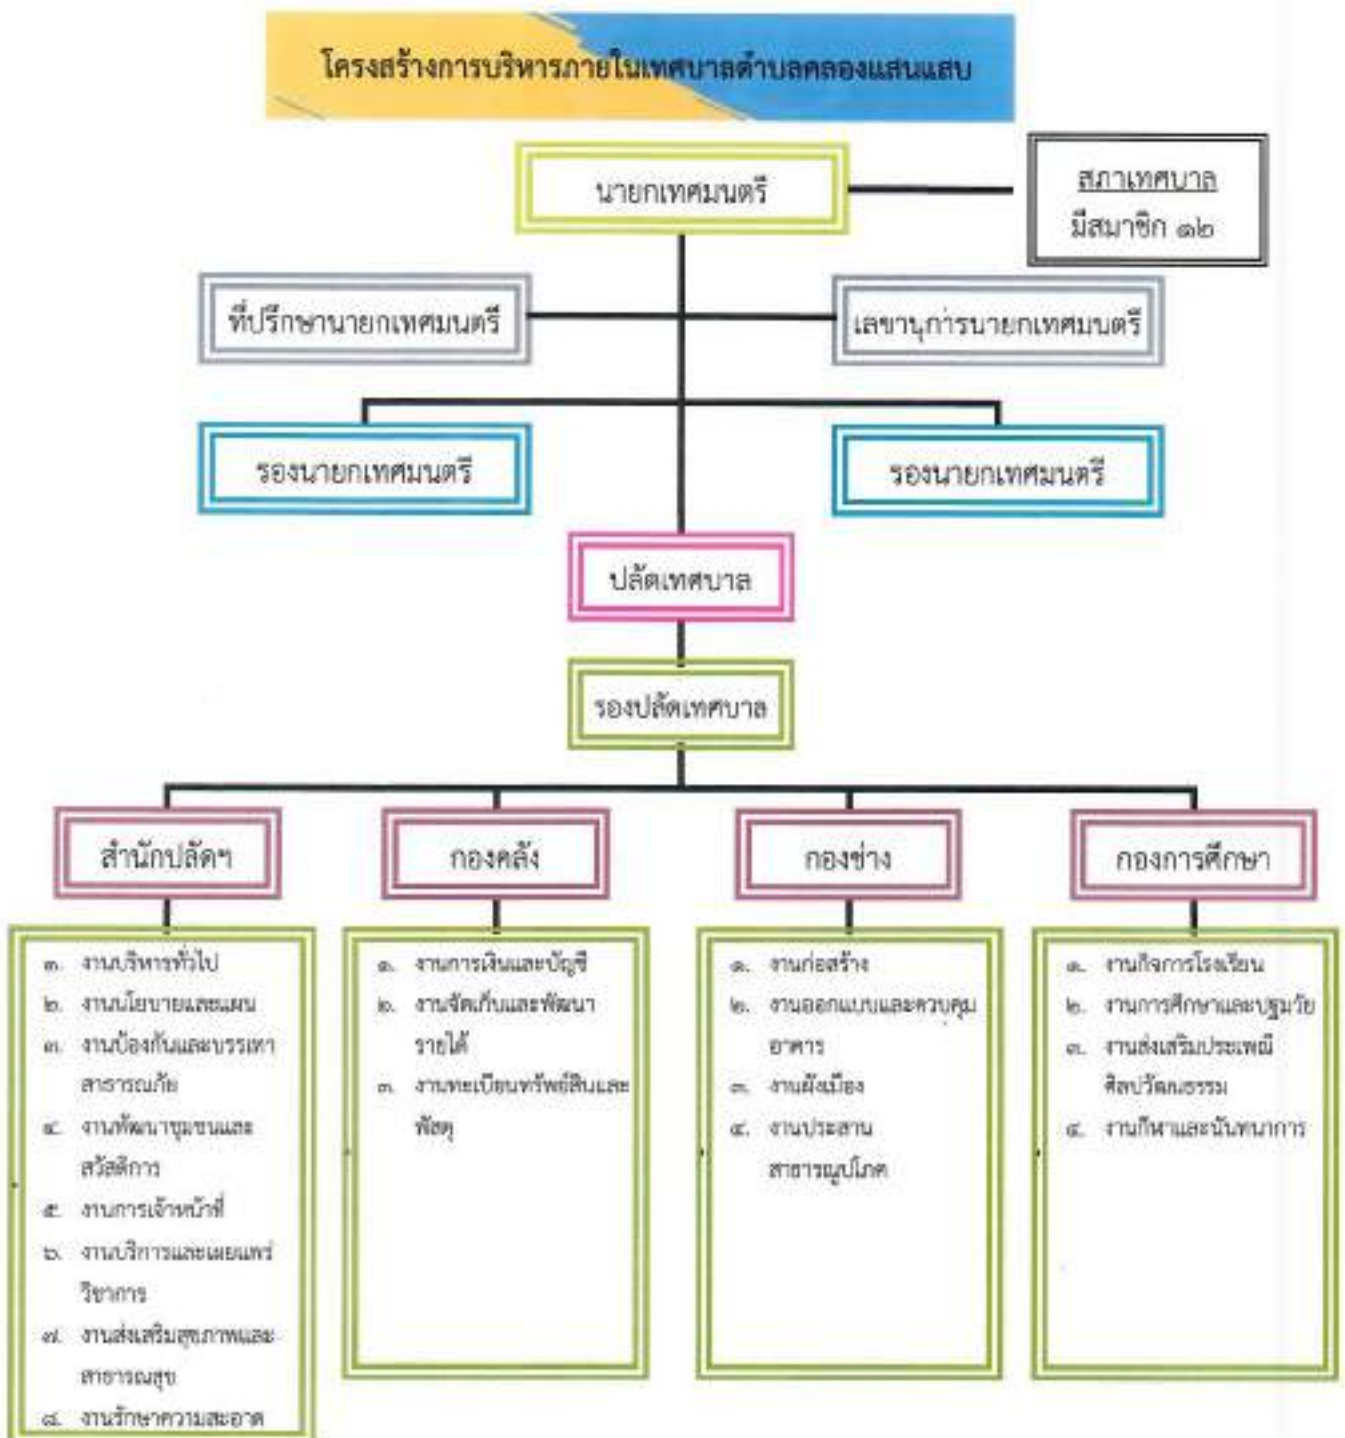 โครงสร้างการบริหารภายในเทศบาลตำบลคลองแสนแสบ
นายกเทศมนตรี
สภาเทศบาล
มีสมาชิก ๑๒
ที่ปรึกษานายกเทศมนตรี
เลขานุการนายกเทศมนตรี
รองนายกเทศมนตรี
รองนายกเทศมนตรี
ปลัดเทศบาล
รองปลัดเทศบาล
สำนักปลัดฯ
๑. งานบริหารทั่วไป
๒. งานนโยบายและแผน
๓. งานป้องกันและบรรเทา
สาธารณภัย
๔. งานพัฒนาชุมชนและ
สวัสดิการ
๕. งานการเจ้าหน้าที่
๖. งานบริการและเผยแพร่
วิชาการ
๗. งานส่งเสริมสุขภาพและ
สาธารณสุข
๘. งานรักษาความสะอาด
กองคลัง
๑. งานการเงินและบัญชี
๒. งานจัดเก็บและพัฒนา
รายได้
๓. งานทะเบียนทรัพย์สินและ
พัสดุ
กองช่าง
๑. งานก่อสร้าง
๒. งานออกแบบและควบคุม
อาคาร
๓. งานผังเมือง
๔. งานประสาน
สาธารณูปโภค
กองการศึกษา
๑. งานกิจการโรงเรียน
๒. งานการศึกษาและปฐมวัย
๓. งานส่งเสริมประเพณี
ศิลปวัฒนธรรม
๔. งานกีฬาและนันทนาการ